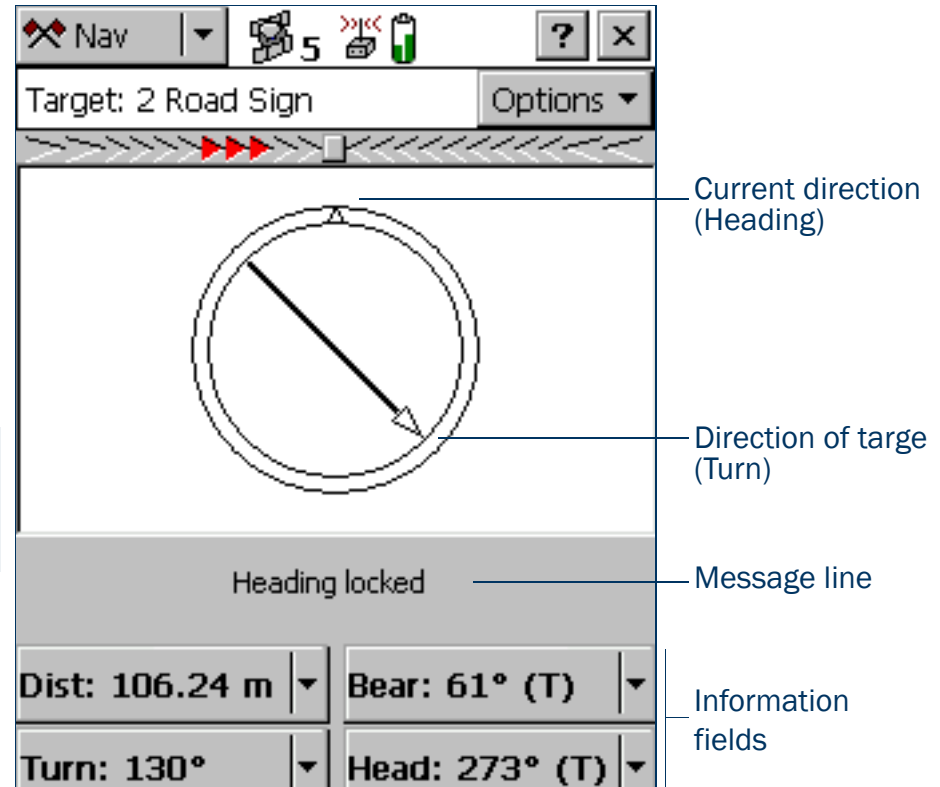 Nav
5
? ×
Target: 2 Road Sign
Options
Current direction
(Heading)
Direction of targe
(Turn)
Heading locked
Message line
Dist: 106.24 m
Bear: 61° (T)
Turn: 130°
Head: 273° (T)
Information
fields